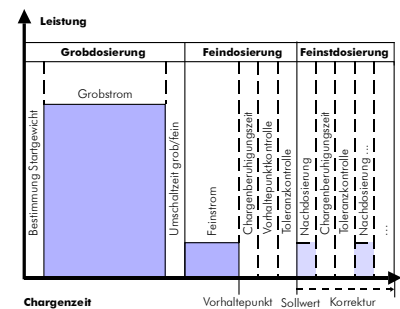 Leistung
Grobdosierung
Feindosierung
Feinstdosierung
Grobstrom
Bestimmung Startgewicht
Umschaltzeit grob/fein
Feinstrom
Chargenberuhigungszeit
Vorhaltepunktkontrolle
Toleranzkontrolle
Nachdosierung
Chargenberuhigungszeit
Toleranzkontrolle
Nachdosierung ...
...
Chargenzeit
Vorhaltepunkt
Sollwert
Korrektur